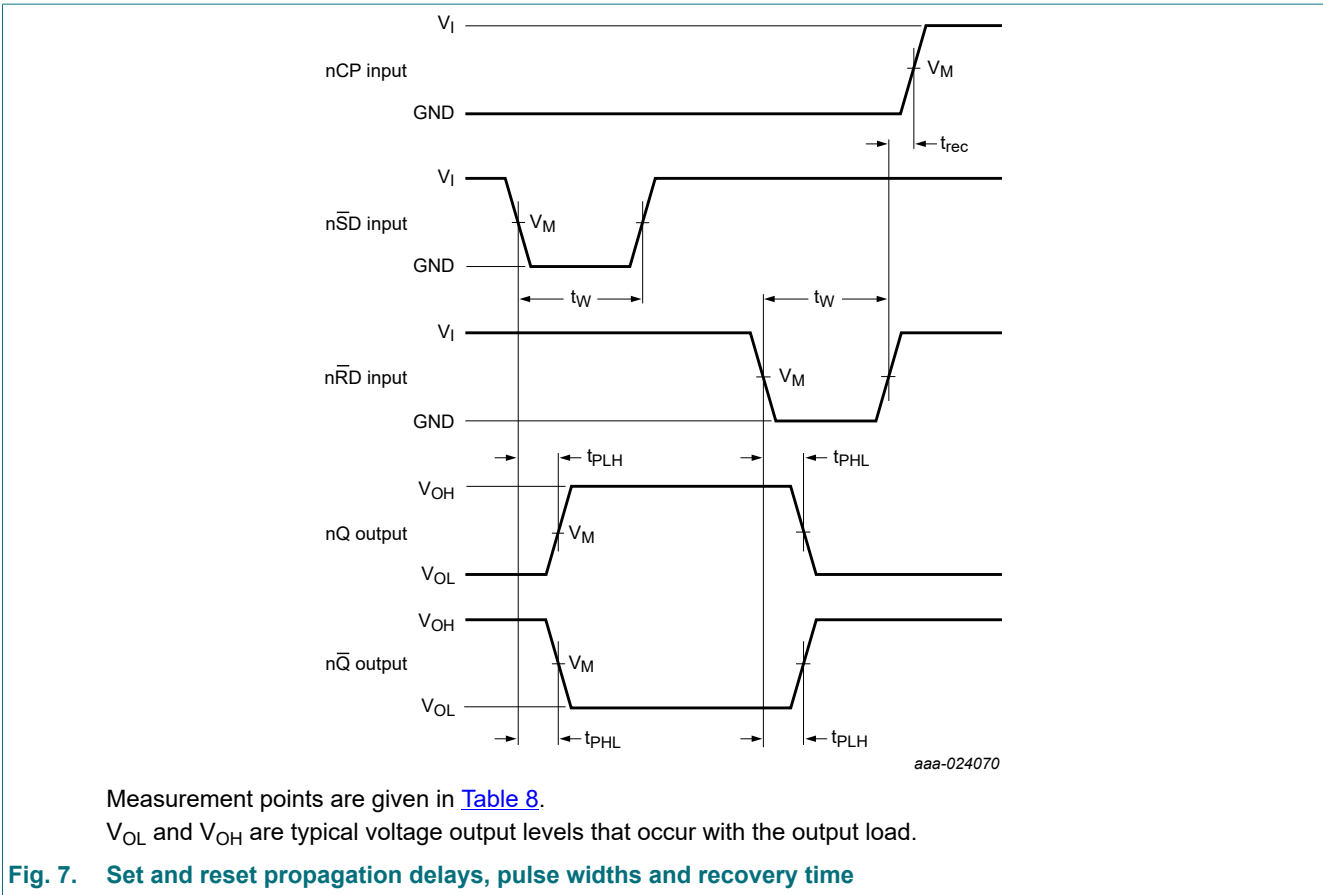 V_I
nCP input
V_M
GND
t_rec
V_I
nS̅D input
V_M
GND
t_W
t_W
V_I
nR̅D input
V_M
GND
t_PLH
t_PHL
V_OH
nQ output
V_M
V_OL
V_OH
nQ̅ output
V_M
V_OL
t_PHL
t_PLH
aaa-024070
Measurement points are given in Table 8.
V_OL and V_OH are typical voltage output levels that occur with the output load.
Fig. 7. Set and reset propagation delays, pulse widths and recovery time